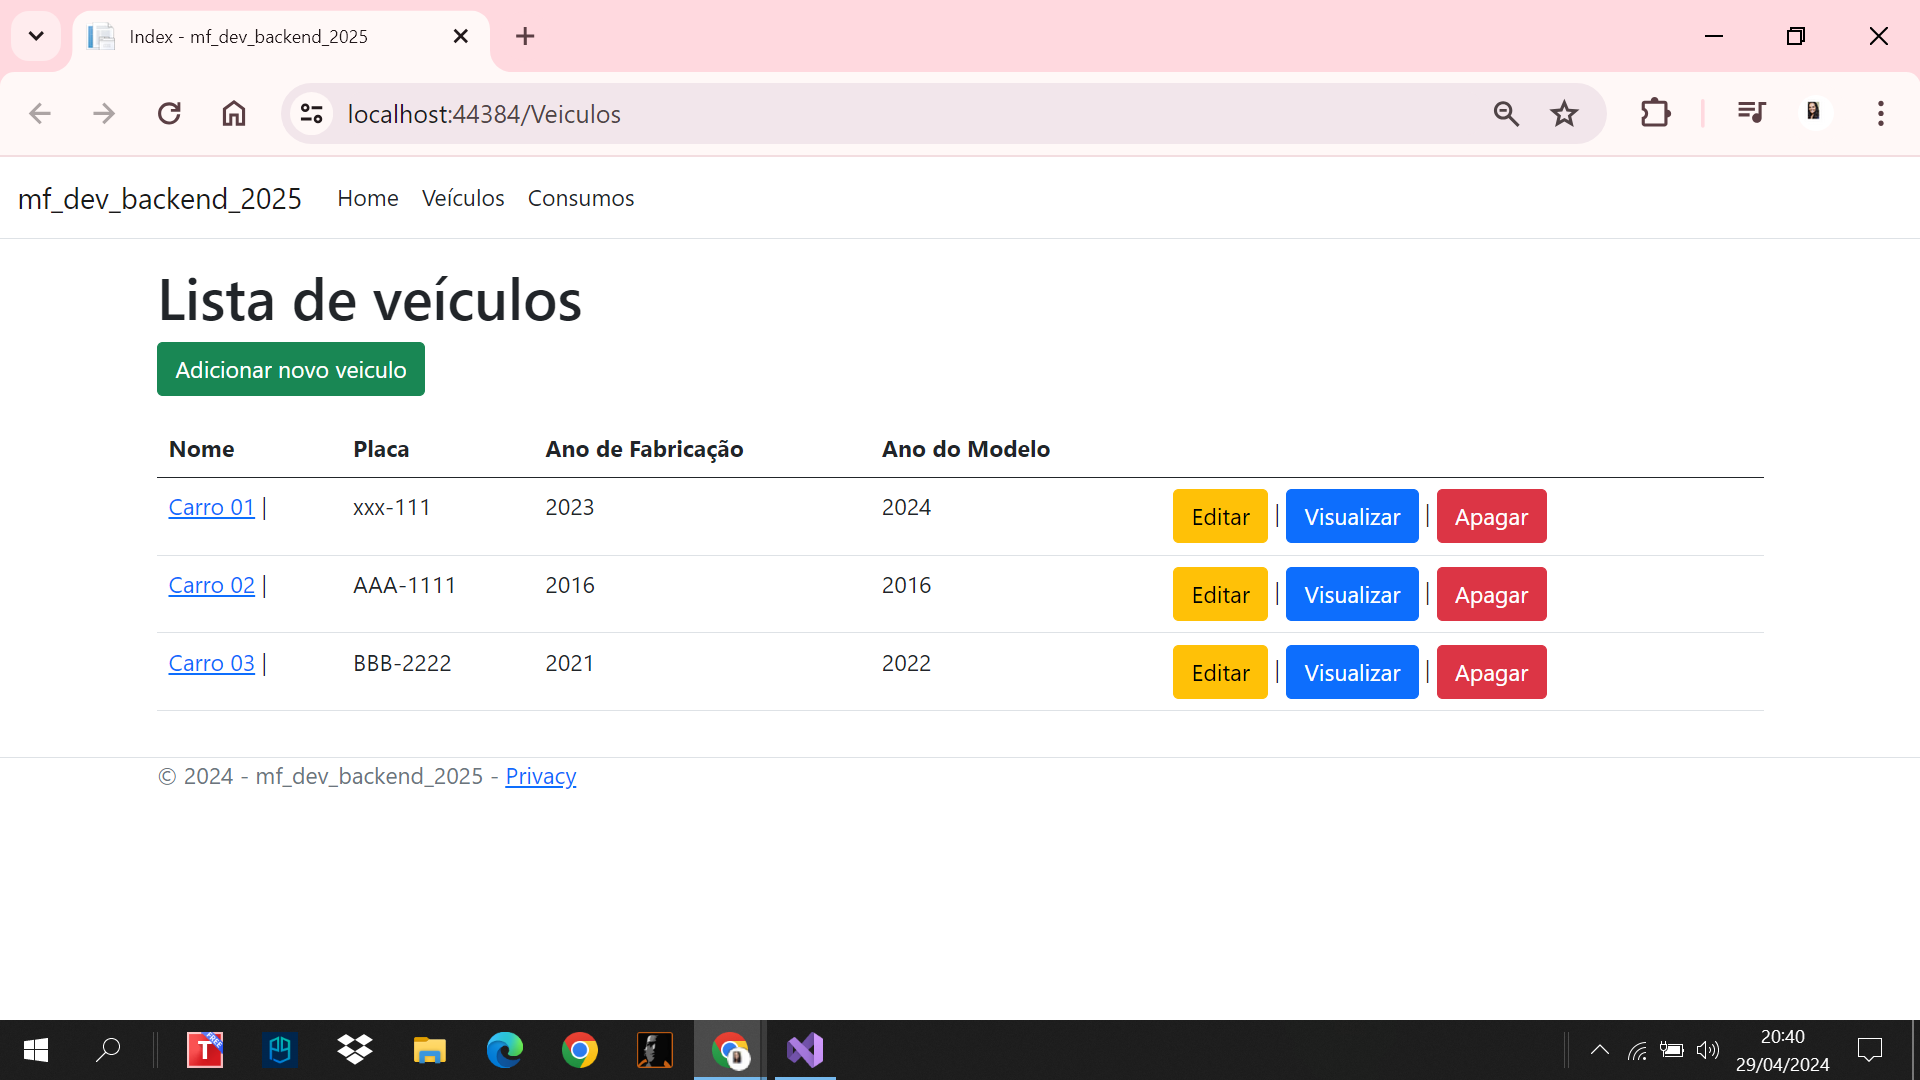 Index - mf_dev_backend_2025
localhost:44384/Veiculos
mf_dev_backend_2025 Home Veículos Consumos
Lista de veículos
Adicionar novo veiculo
Nome Placa Ano de Fabricação Ano do Modelo
Carro 01 | xxx-111 2023 2024 Editar | Visualizar | Apagar
Carro 02 | AAA-1111 2016 2016 Editar | Visualizar | Apagar
Carro 03 | BBB-2222 2021 2022 Editar | Visualizar | Apagar
© 2024 - mf_dev_backend_2025 - Privacy
T FREE
20:40
29/04/2024